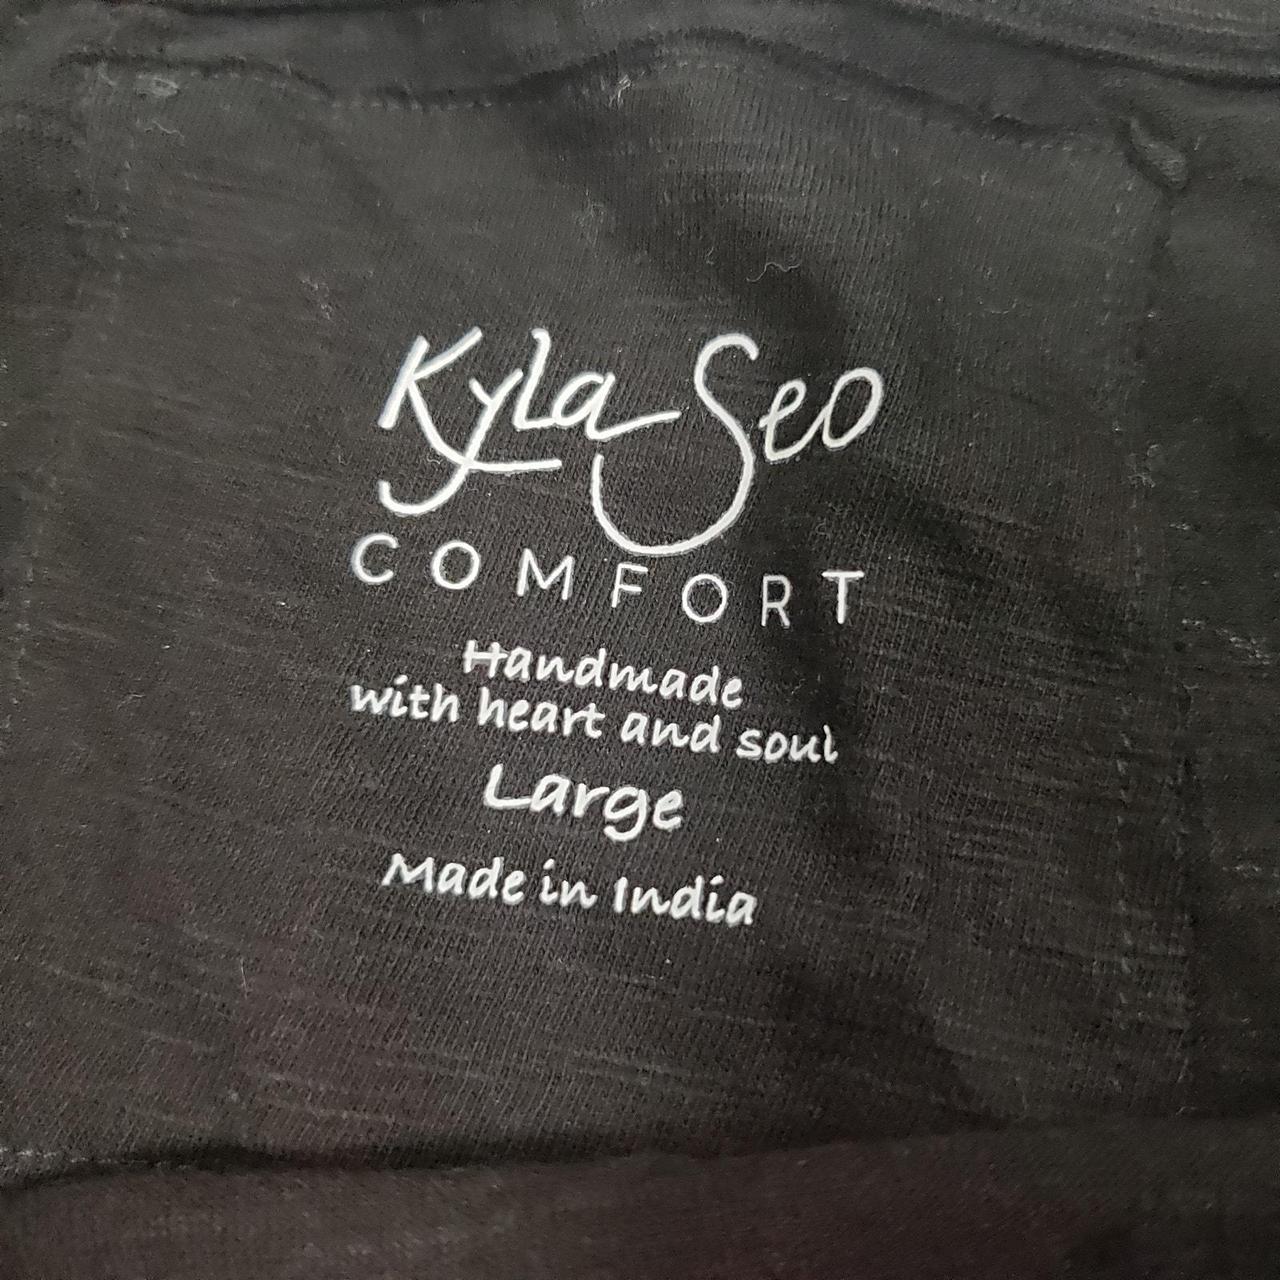 Kyla Seo
COMFORT
Handmade
with heart and soul
Large
Made in India